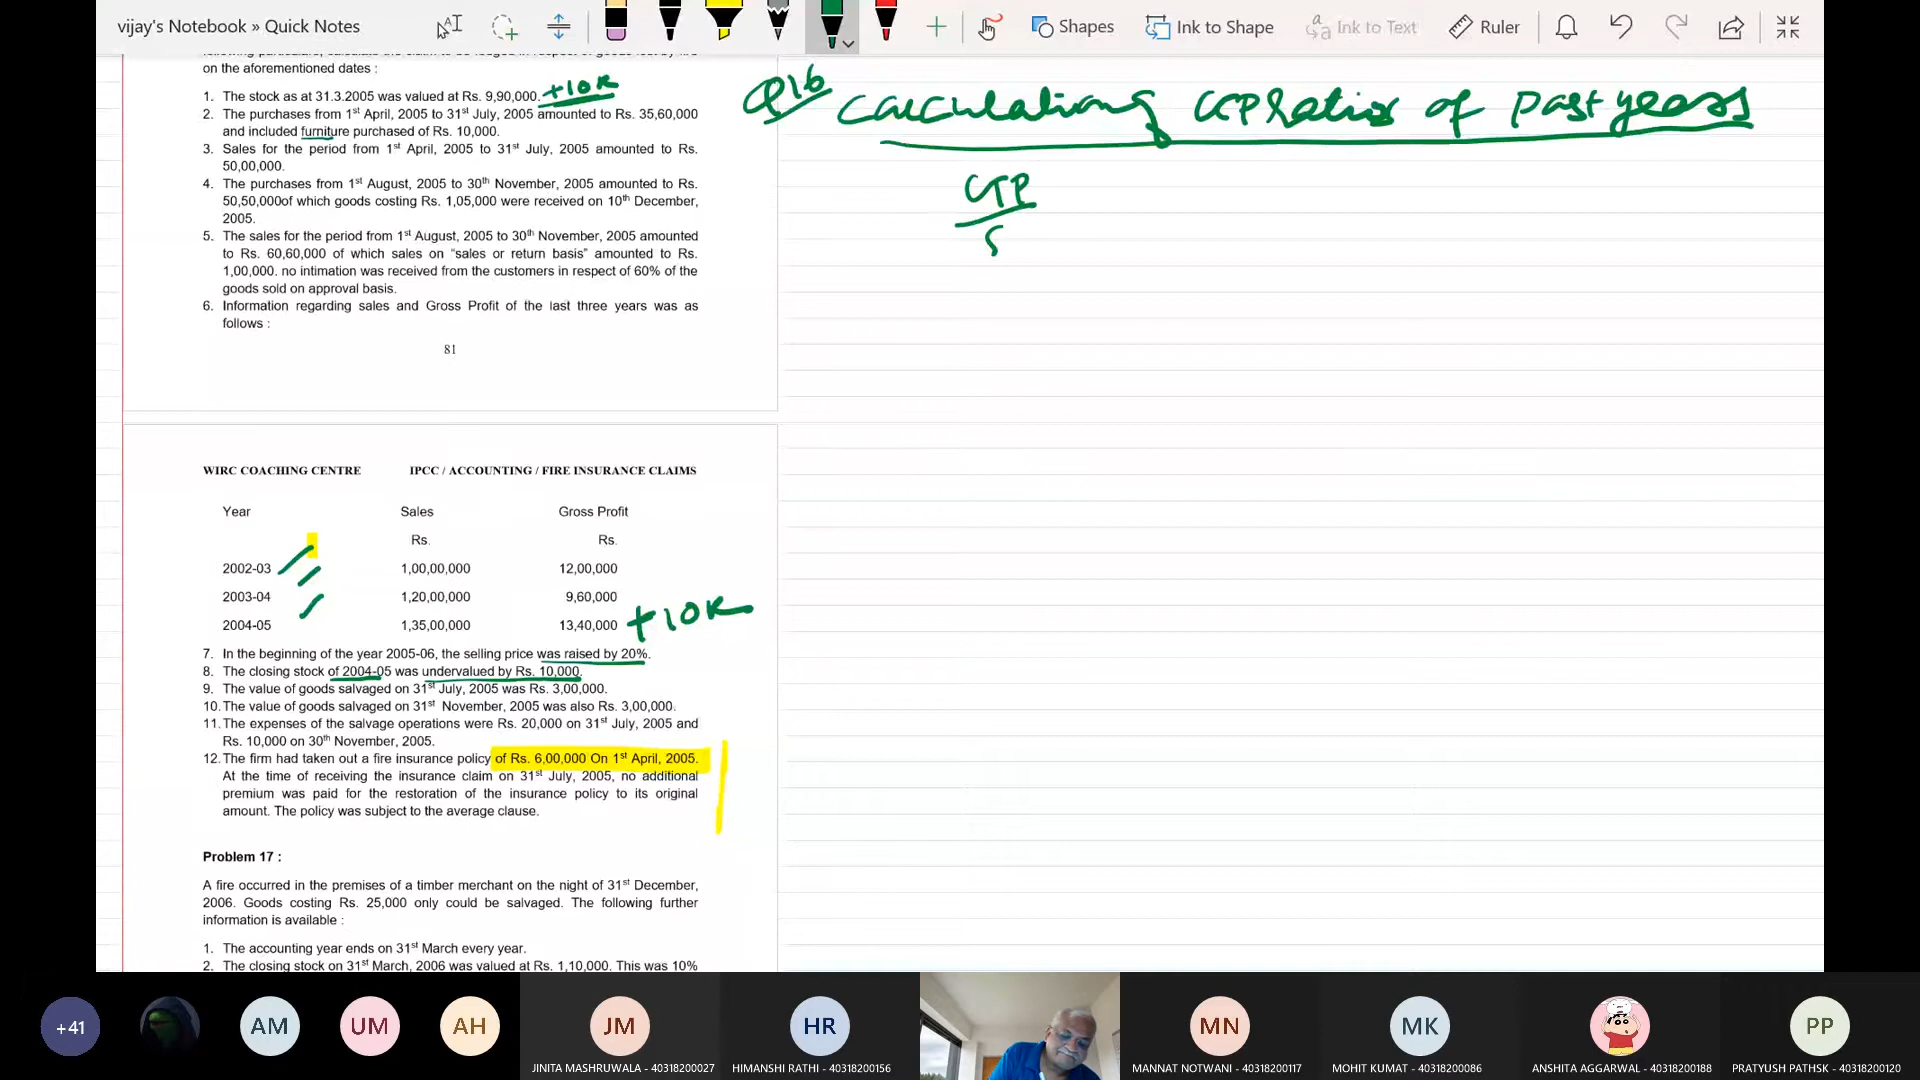 vijay's Notebook » Quick Notes
Shapes
Ink to Shape
Ink to Text
Ruler
on the aforementioned dates :
1. The stock as at 31.3.2005 was valued at Rs. 9,90,000. +10K
2. The purchases from 1st April, 2005 to 31st July, 2005 amounted to Rs. 35,60,000
and included furniture purchased of Rs. 10,000.
3. Sales for the period from 1st April, 2005 to 31st July, 2005 amounted to Rs.
50,00,000.
4. The purchases from 1st August, 2005 to 30th November, 2005 amounted to Rs.
50,50,000of which goods costing Rs. 1,05,000 were received on 10th December,
2005.
5. The sales for the period from 1st August, 2005 to 30th November, 2005 amounted
to Rs. 60,60,000 of which sales on “sales or return basis” amounted to Rs.
1,00,000. no intimation was received from the customers in respect of 60% of the
goods sold on approval basis.
6. Information regarding sales and Gross Profit of the last three years was as
follows :
81
WIRC COACHING CENTRE IPCC / ACCOUNTING / FIRE INSURANCE CLAIMS
Year Sales Gross Profit
Rs. Rs.
2002-03 1,00,00,000 12,00,000
2003-04 1,20,00,000 9,60,000
2004-05 1,35,00,000 13,40,000 +10K
7. In the beginning of the year 2005-06, the selling price was raised by 20%.
8. The closing stock of 2004-05 was undervalued by Rs. 10,000.
9. The value of goods salvaged on 31st July, 2005 was Rs. 3,00,000.
10. The value of goods salvaged on 31st November, 2005 was also Rs. 3,00,000.
11. The expenses of the salvage operations were Rs. 20,000 on 31st July, 2005 and
Rs. 10,000 on 30th November, 2005.
12. The firm had taken out a fire insurance policy of Rs. 6,00,000 On 1st April, 2005.
At the time of receiving the insurance claim on 31st July, 2005, no additional
premium was paid for the restoration of the insurance policy to its original
amount. The policy was subject to the average clause.
Problem 17 :
A fire occurred in the premises of a timber merchant on the night of 31st December,
2006. Goods costing Rs. 25,000 only could be salvaged. The following further
information is available :
1. The accounting year ends on 31st March every year.
2. The closing stock on 31st March, 2006 was valued at Rs. 1,10,000. This was 10%
Q16 Calculationg GPRatios of Past years
GP
S
+41
AM
UM
AH
JM
HR
MN
MK
PP
JINITA MASHRUWALA - 40318200027
HIMANSHI RATHI - 40318200156
MANNAT NOTWANI - 40318200117
MOHIT KUMAT - 40318200086
ANSHITA AGGARWAL - 40318200188
PRATYUSH PATHSK - 40318200120